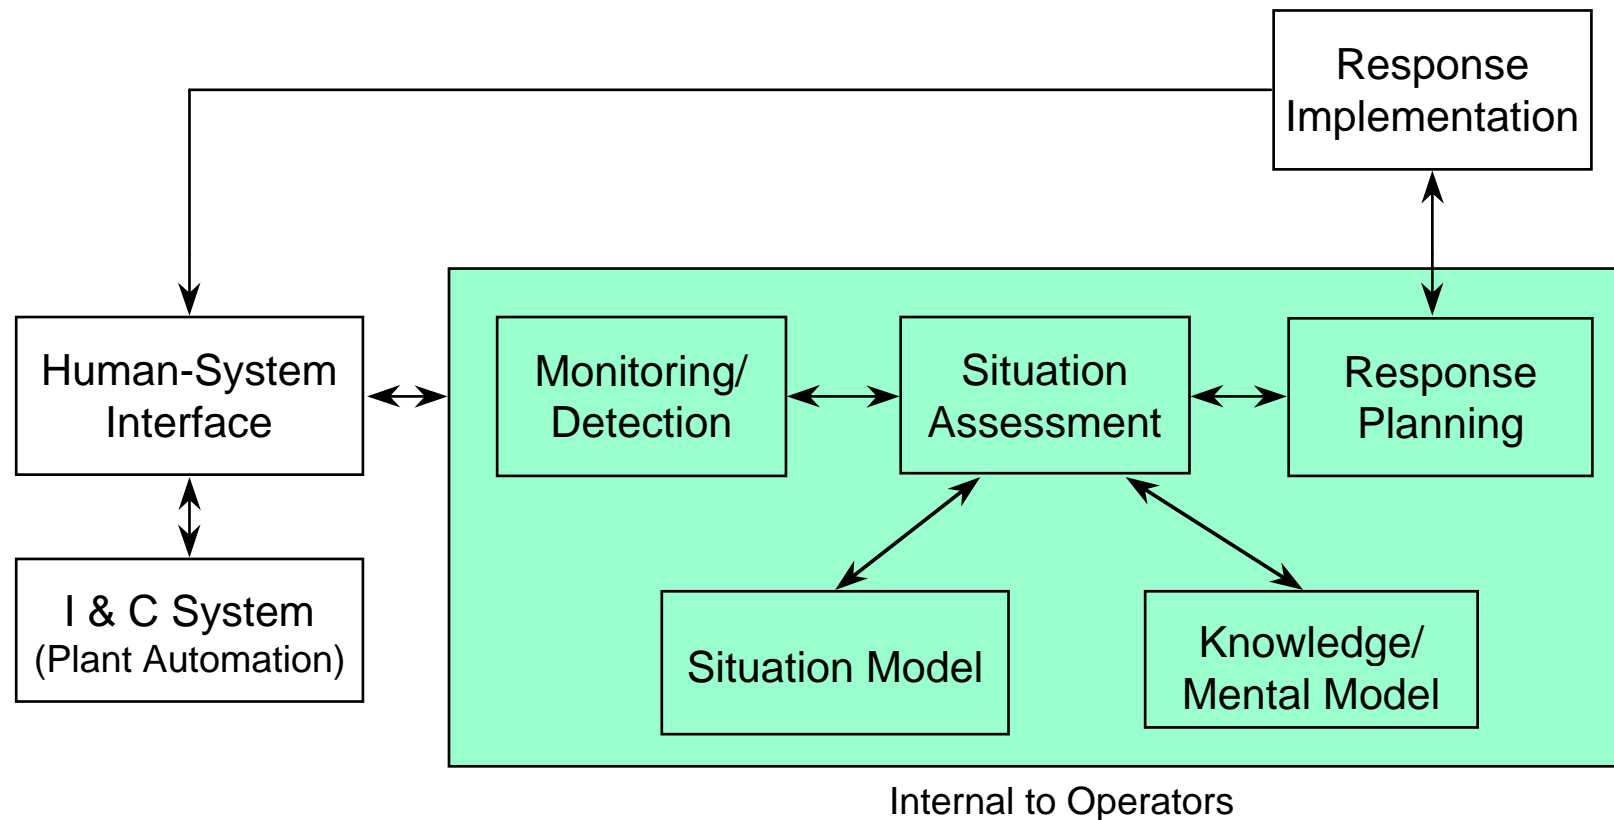 Response
Implementation
Human-System
Interface
Monitoring/
Detection
Situation
Assessment
Response
Planning
I & C System
(Plant Automation)
Situation Model
Knowledge/
Mental Model
Internal to Operators